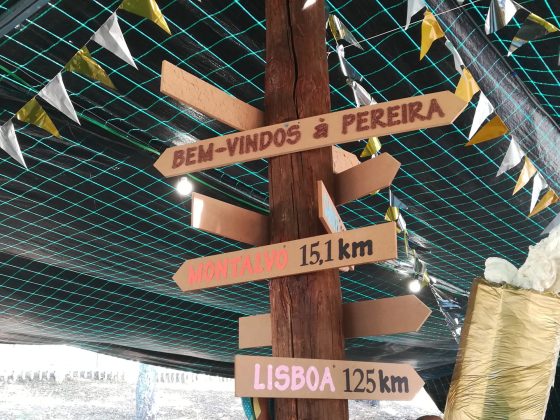 BEM-VINDOS à PEREIRA
MONTALVO 15,1 km
LISBOA 125 km